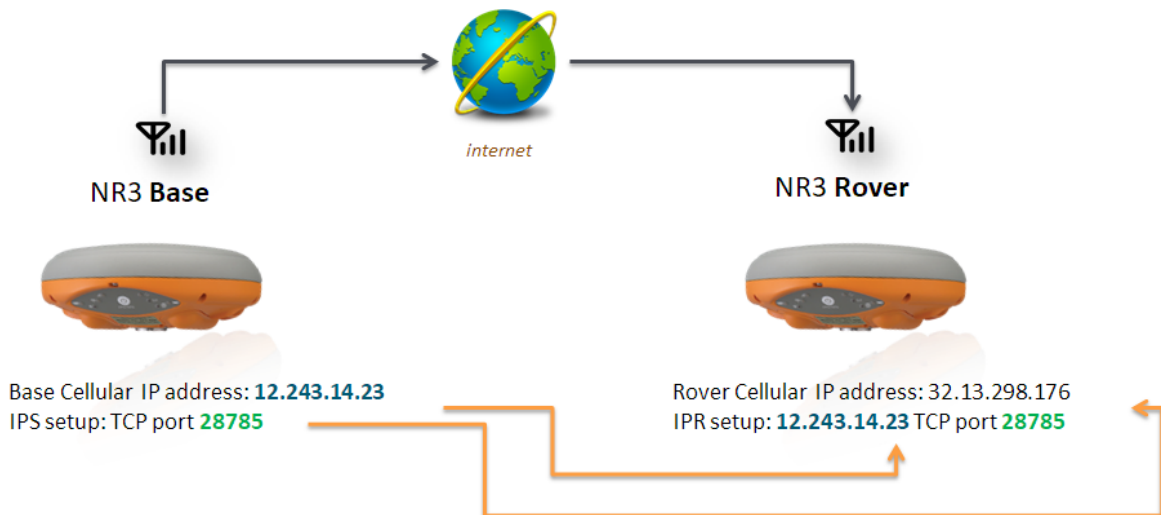 internet
NR3 Base
NR3 Rover
Base Cellular IP address: 12.243.14.23
IPS setup: TCP port 28785
Rover Cellular IP address: 32.13.298.176
IPR setup: 12.243.14.23 TCP port 28785